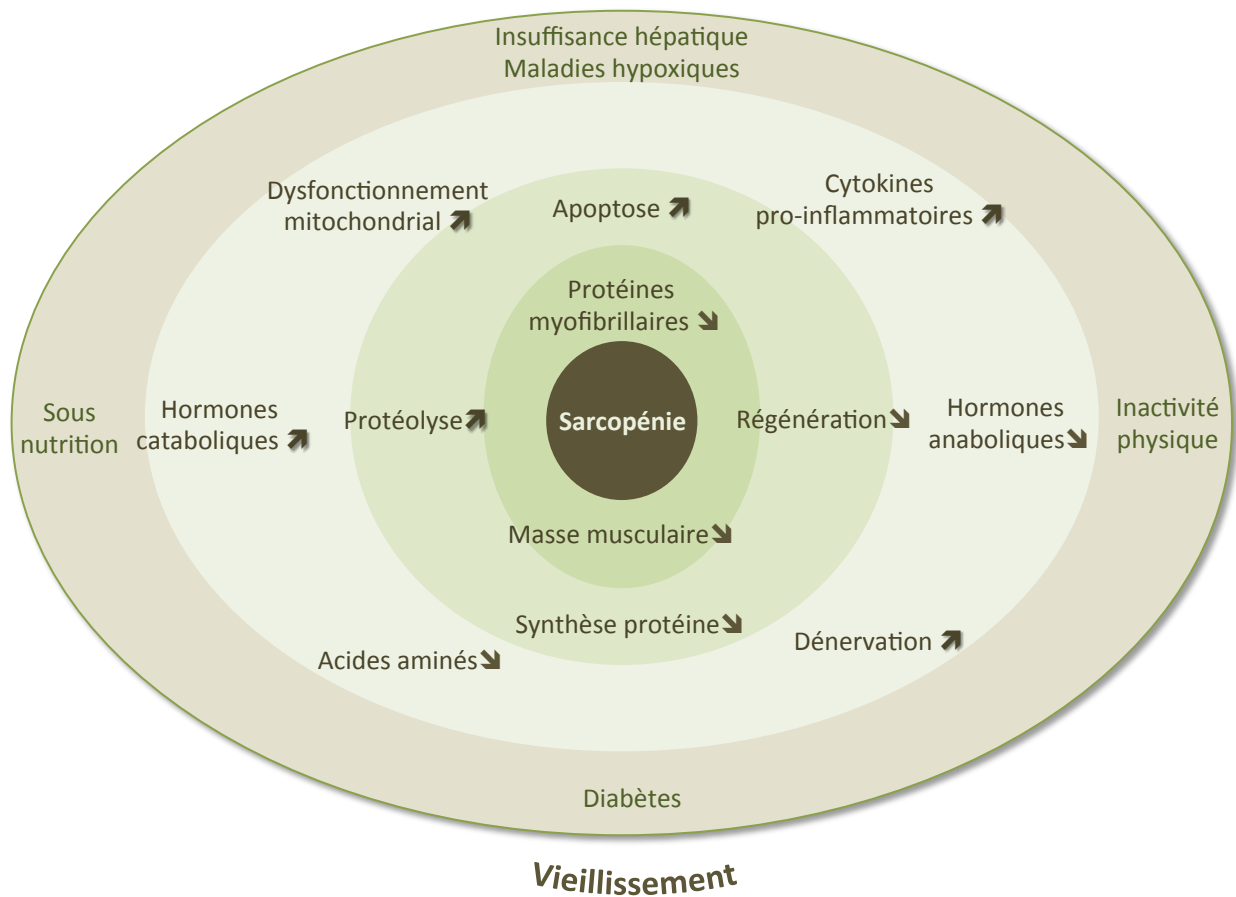 Insuffisance hépatique
Maladies hypoxiques
Dysfonctionnement
mitochondrial ↗
Apoptose ↗
Cytokines
pro-inflammatoires ↗
Protéines
myofibrillaires ↘
Sous
nutrition
Hormones
cataboliques ↗
Protéolyse ↗
Sarcopénie
Régénération ↘
Hormones
anaboliques ↘
Inactivité
physique
Masse musculaire ↘
Synthèse protéine ↘
Acides aminés ↘
Dénervation ↗
Diabètes
Vieillissement